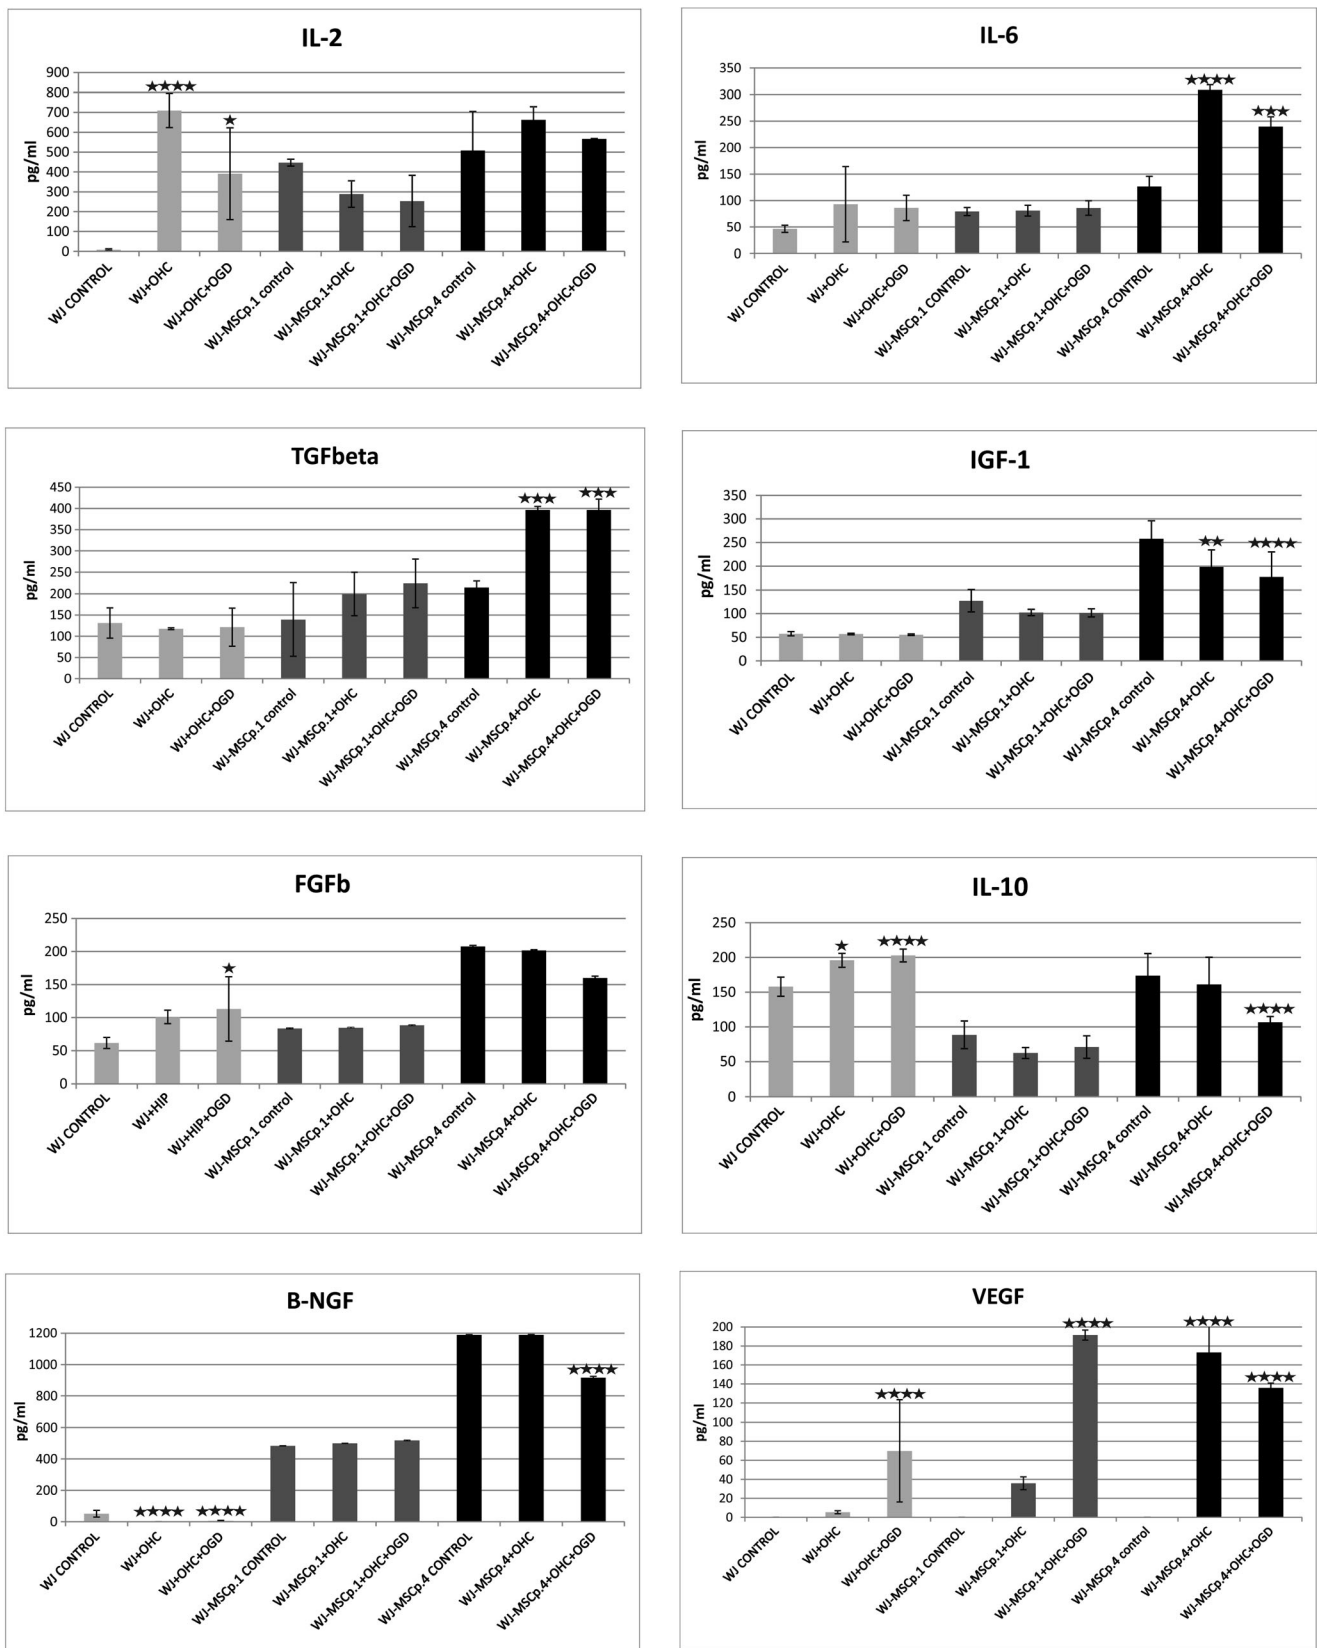 IL-2
★★★★
★
pg/ml
900
800
700
600
500
400
300
200
100
0
WJ CONTROL
WJ+OHC
WJ+OHC+OGD
WJ-MSCp.1 control
WJ-MSCp.1+OHC
WJ-MSCp.1+OHC+OGD
WJ-MSCp.4 control
WJ-MSCp.4+OHC
WJ-MSCp.4+OHC+OGD
IL-6
★★★★
★★★
pg/ml
350
300
250
200
150
100
50
0
WJ CONTROL
WJ+OHC
WJ+OHC+OGD
WJ-MSCp.1 CONTROL
WJ-MSCp.1+OHC
WJ-MSCp.1+OHC+OGD
WJ-MSCp.4 CONTROL
WJ-MSCp.4+OHC
WJ-MSCp.4+OHC+OGD
TGFbeta
★★★
★★★
pg/ml
450
400
350
300
250
200
150
100
50
0
WJ CONTROL
WJ+OHC
WJ+OHC+OGD
WJ-MSCp.1 control
WJ-MSCp.1+OHC
WJ-MSCp.1+OHC+OGD
WJ-MSCp.4 control
WJ-MSCp.4+OHC
WJ-MSCp.4+OHC+OGD
IGF-1
★★
★★★★
pg/ml
350
300
250
200
150
100
50
0
WJ CONTROL
WJ+OHC
WJ+OHC+OGD
WJ-MSCp.1 control
WJ-MSCp.1+OHC
WJ-MSCp.1+OHC+OGD
WJ-MSCp.4 control
WJ-MSCp.4+OHC
WJ-MSCp.4+OHC+OGD
FGFb
★
pg/ml
250
200
150
100
50
0
WJ CONTROL
WJ+HIP
WJ+HIP+OGD
WJ-MSCp.1 control
WJ-MSCp.1+OHC
WJ-MSCp.1+OHC+OGD
WJ-MSCp.4 control
WJ-MSCp.4+OHC
WJ-MSCp.4+OHC+OGD
IL-10
★
★★★★
★★★★
pg/ml
250
200
150
100
50
0
WJ CONTROL
WJ+OHC
WJ+OHC+OGD
WJ-MSCp.1 control
WJ-MSCp.1+OHC
WJ-MSCp.1+OHC+OGD
WJ-MSCp.4 control
WJ-MSCp.4+OHC
WJ-MSCp.4+OHC+OGD
B-NGF
★★★★
★★★★
★★★★
pg/ml
1200
1000
800
600
400
200
0
WJ CONTROL
WJ+OHC
WJ+OHC+OGD
WJ-MSCp.1 CONTROL
WJ-MSCp.1+OHC
WJ-MSCp.1+OHC+OGD
WJ-MSCp.4 CONTROL
WJ-MSCp.4+OHC
WJ-MSCp.4+OHC+OGD
VEGF
★★★★
★★★★
★★★★
★★★★
pg/ml
200
180
160
140
120
100
80
60
40
20
0
WJ CONTROL
WJ+OHC
WJ+OHC+OGD
WJ-MSCp.1 CONTROL
WJ-MSCp.1+OHC
WJ-MSCp.1+OHC+OGD
WJ-MSCp.4 control
WJ-MSCp.4+OHC
WJ-MSCp.4+OHC+OGD